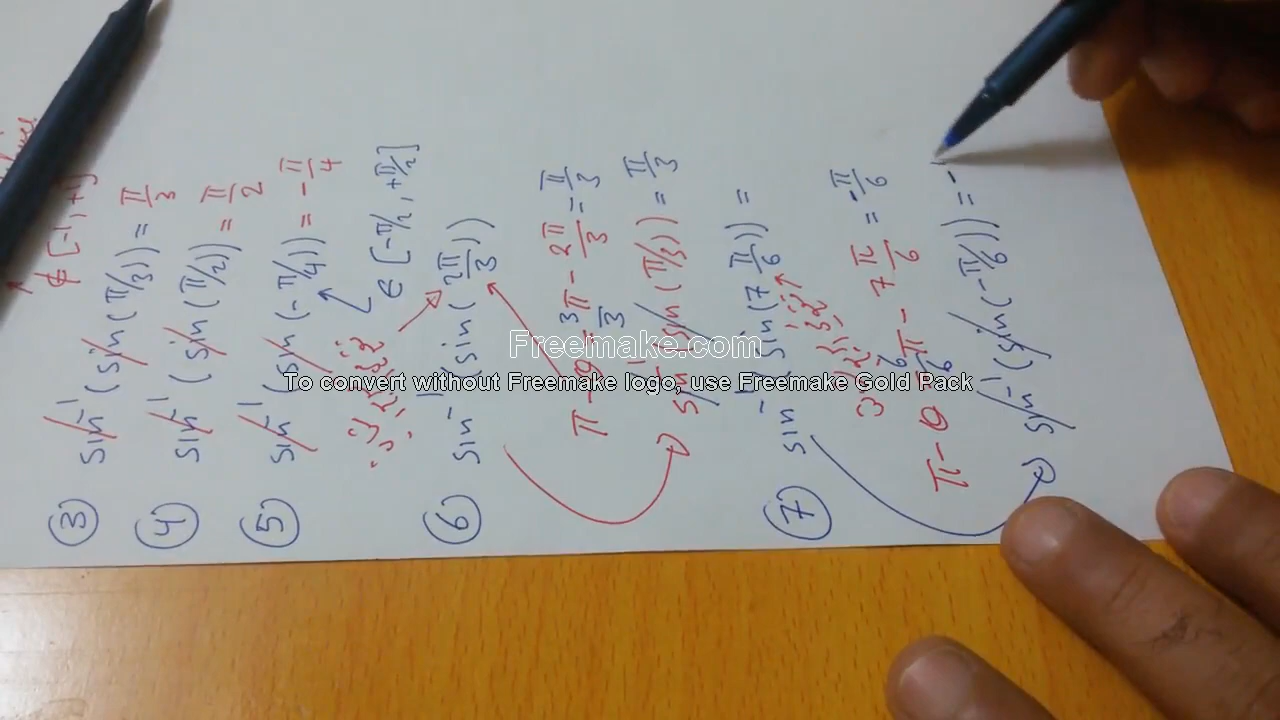 ∉ [-1, +1]
③ sin⁻¹ (sin (π/3)) = π/3
④ sin⁻¹ (sin (π/2)) = π/2
⑤ sin⁻¹ (sin (-π/4)) = -π/4
∈ [-π/2, +π/2]
⑥ sin⁻¹ (sin (2π/3))
π - θ = 3π/3 - 2π/3 = π/3
sin⁻¹ (sin (π/3)) = π/3
⑦ sin⁻¹ (sin (7 π/6)) =
π - θ 6π/6 - 7π/6 = -π/6
sin⁻¹ (sin (-π/6)) = -
Freemake.com
To convert without Freemake logo, use Freemake Gold Pack